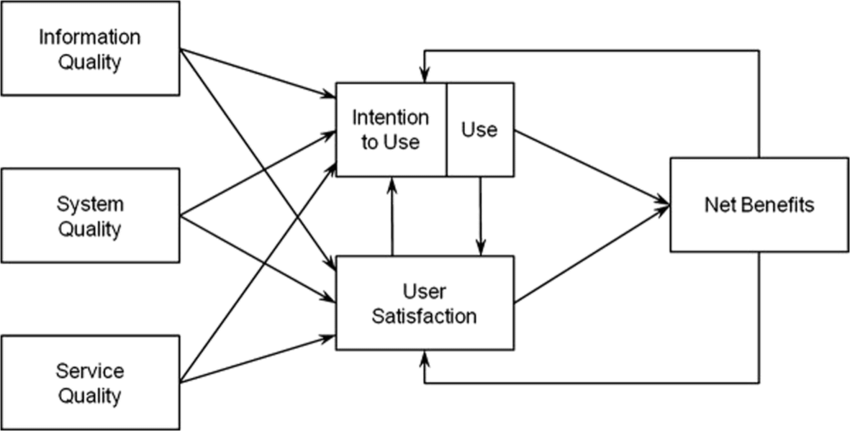 Information
Quality
System
Quality
Service
Quality
Intention
to Use
Use
User
Satisfaction
Net Benefits